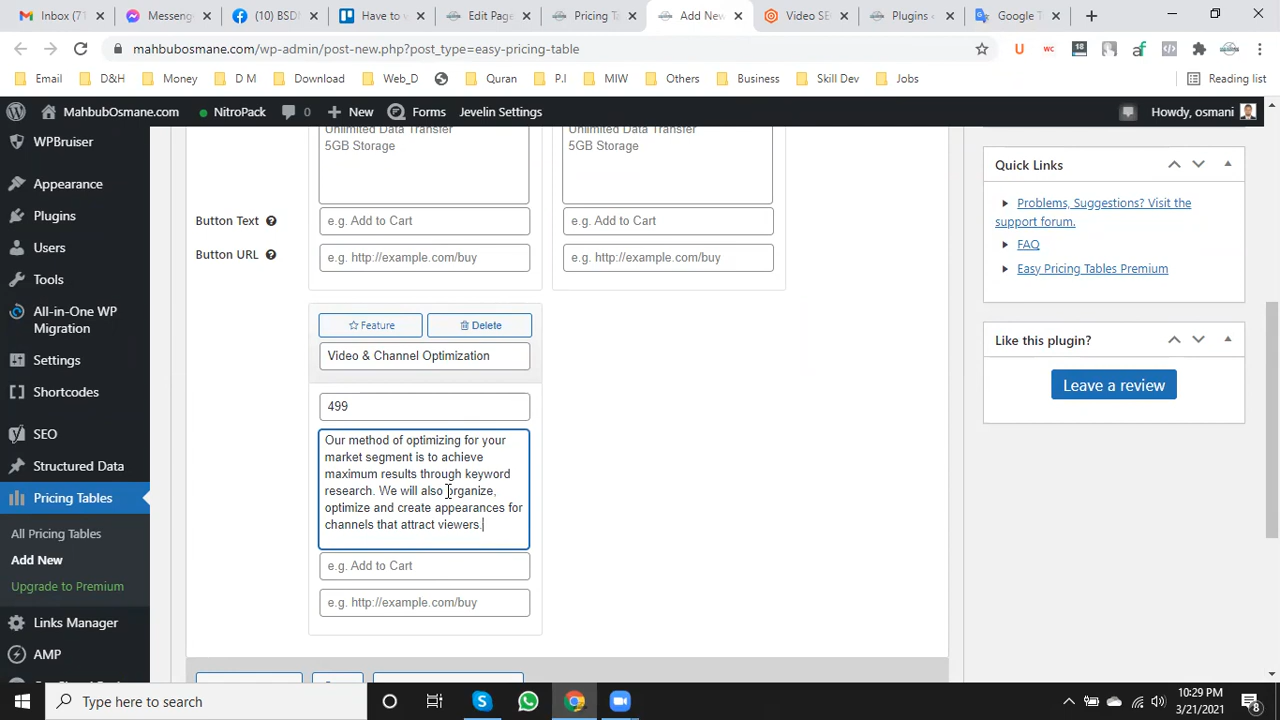 Inbox (71
Messeng
(10) BSDI
Have to
Edit Page
Pricing Ta
Add New
Video SE
Plugins
Google T
mahbubosmane.com/wp-admin/post-new.php?post_type=easy-pricing-table
Email
D&H
Money
D M
Download
Web_D
Quran
P.I
MIW
Others
Business
Skill Dev
Jobs
Reading list
MahbubOsmane.com
NitroPack
0
New
Forms
Jevelin Settings
Howdy, osmani
WPBruiser
Appearance
Plugins
Users
Tools
All-in-One WP
Migration
Settings
Shortcodes
SEO
Structured Data
Pricing Tables
All Pricing Tables
Add New
Upgrade to Premium
Links Manager
AMP
Unlimited Data Transfer
5GB Storage
Unlimited Data Transfer
5GB Storage
Button Text
e.g. Add to Cart
e.g. Add to Cart
Button URL
e.g. http://example.com/buy
e.g. http://example.com/buy
Feature
Delete
Video & Channel Optimization
499
Our method of optimizing for your
market segment is to achieve
maximum results through keyword
research. We will also organize,
optimize and create appearances for
channels that attract viewers.
e.g. Add to Cart
e.g. http://example.com/buy
Quick Links
Problems, Suggestions? Visit the
support forum.
FAQ
Easy Pricing Tables Premium
Like this plugin?
Leave a review
Type here to search
10:29 PM
3/21/2021
8